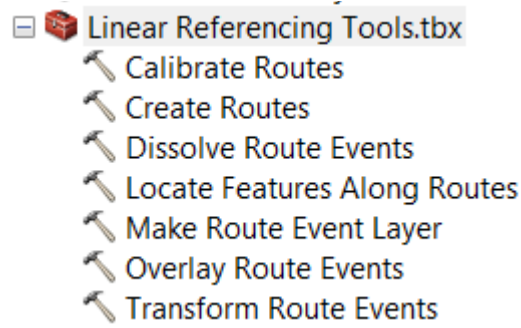 Linear Referencing Tools.tbx
Calibrate Routes
Create Routes
Dissolve Route Events
Locate Features Along Routes
Make Route Event Layer
Overlay Route Events
Transform Route Events